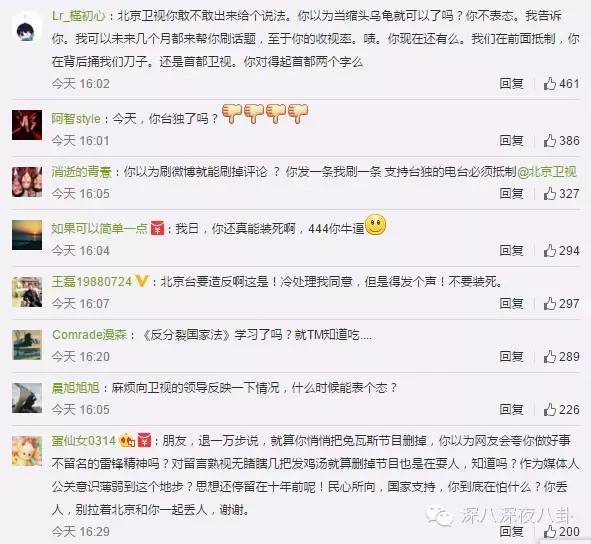 Lr_槿初心：北京卫视你敢不敢出来给个说法。你以为当缩头乌龟就可以了吗？你不表态。我告诉
你。我可以未来几个月都来帮你刷话题，至于你的收视率。咦。你现在还有么。我们在前面抵制，你
在背后捅我们刀子。还是首都卫视。你对得起首都两个字么
今天 16:02 回复 461
阿智style：今天，你台独了吗？
今天 16:01 回复 386
消逝的青春：你以为刷微博就能刷掉评论 ？ 你发一条我刷一条 支持台独的电台必须抵制@北京卫视
今天 16:05 回复 327
如果可以简单一点：我日，你还真能装死啊，444你牛逼
今天 16:04 回复 294
王磊19880724：北京台要造反啊这是！冷处理我同意，但是得发个声！不要装死。
今天 16:07 回复 297
Comrade漫森：《反分裂国家法》学习了吗？就TM知道吃....
今天 16:20 回复 289
晨旭旭旭：麻烦向卫视的领导反映一下情况，什么时候能表个态？
今天 16:05 回复 226
蛋仙女0314：朋友，退一万步说，就算你悄悄把免瓦斯节目删掉，你以为网友会夸你做好事
不留名的雷锋精神吗？对留言熟视无睹瞎几把发鸡汤就算删掉节目也是在耍人，知道吗？作为媒体人
公关意识薄弱到这个地步？思想还停留在十年前呢！民心所向，国家支持，你到底在怕什么？你丢
人，别拉着北京和你一起丢人，谢谢。
今天 16:29 回复 200
深八深夜八卦